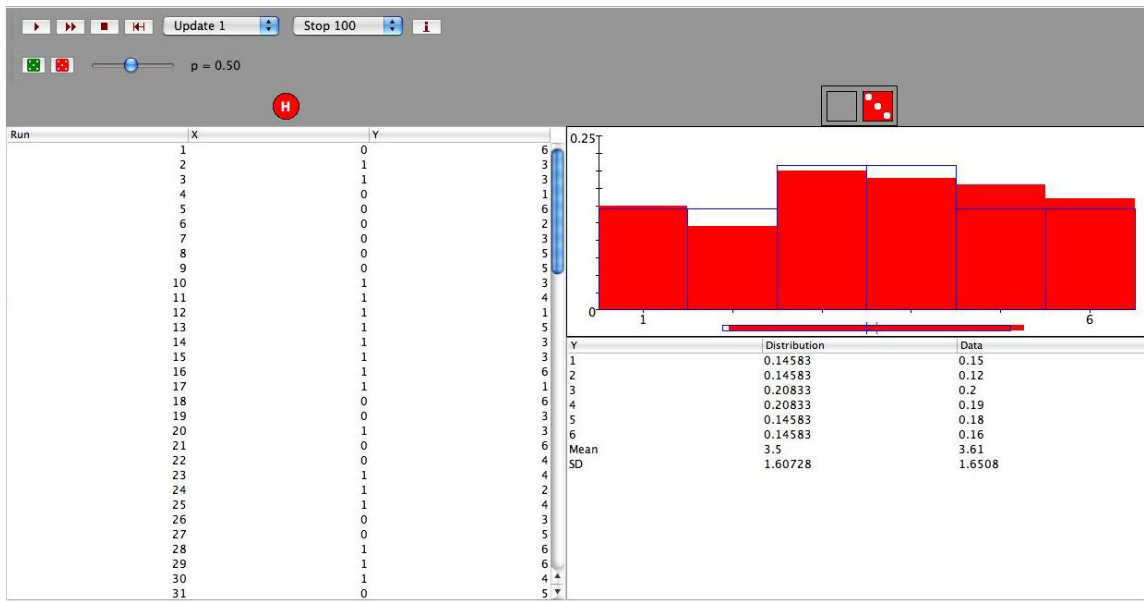 Update 1 Stop 100 i
p = 0.50
H
Run X Y
1 0 6
2 1 3
3 1 3
4 0 1
5 0 6
6 0 2
7 0 3
8 0 5
9 0 5
10 1 3
11 1 4
12 1 1
13 1 5
14 1 3
15 1 3
16 1 6
17 1 1
18 0 6
19 0 3
20 1 3
21 0 6
22 0 4
23 1 4
24 1 2
25 1 4
26 0 3
27 0 5
28 1 6
29 1 6
30 1 4
31 0 5
0.25
0
1 6
Y Distribution Data
1 0.14583 0.15
2 0.14583 0.12
3 0.20833 0.2
4 0.20833 0.19
5 0.14583 0.18
6 0.14583 0.16
Mean 3.5 3.61
SD 1.60728 1.6508